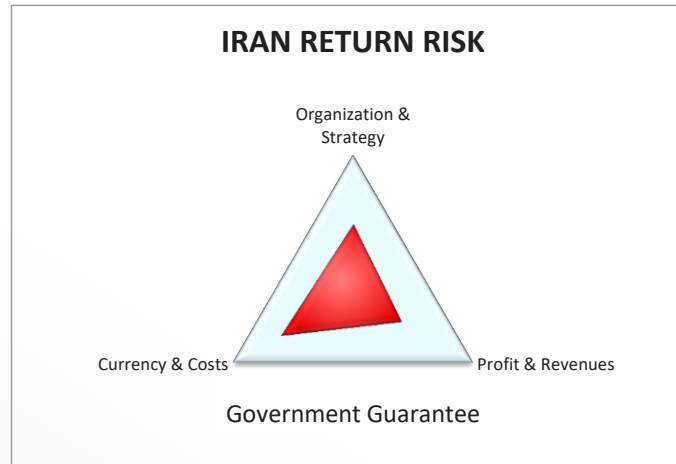 IRAN RETURN RISK
Organization &
Strategy
Currency & Costs
Profit & Revenues
Government Guarantee